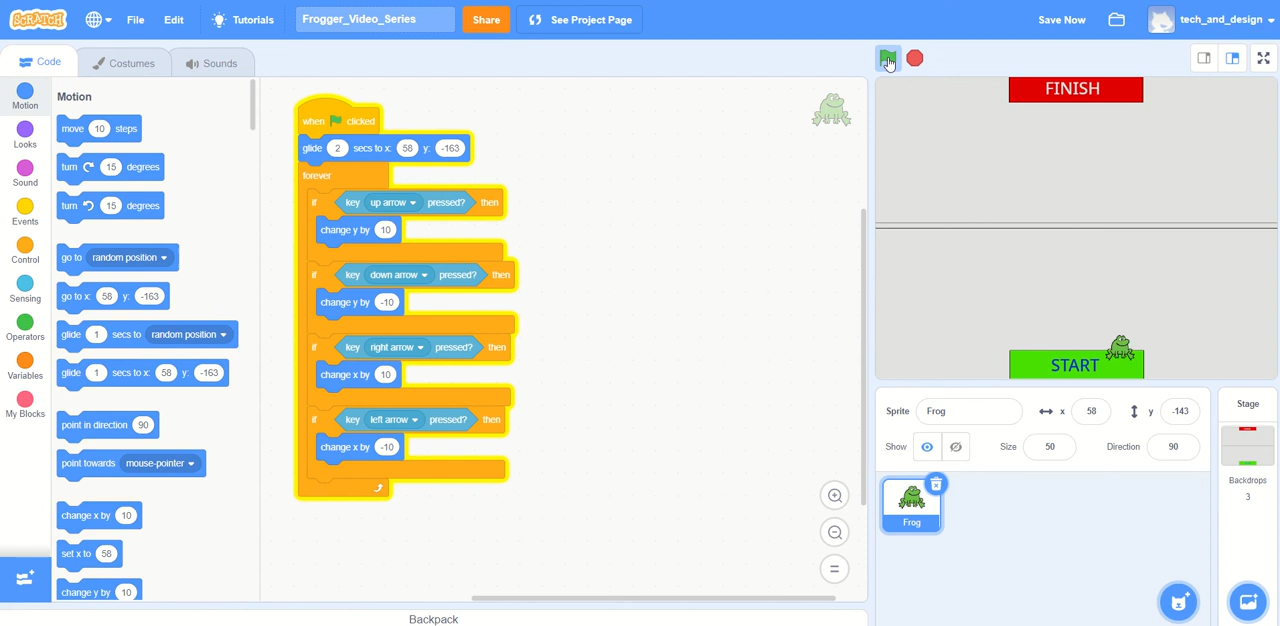 SCRATCH File Edit Tutorials Frogger_Video_Series Share See Project Page Save Now tech_and_design
Code Costumes Sounds
Motion
Looks
Sound
Events
Control
Sensing
Operators
Variables
My Blocks
Motion
move 10 steps
turn 15 degrees
turn 15 degrees
go to random position
go to x: 58 y: -163
glide 1 secs to random position
glide 1 secs to x: 58 y: -163
point in direction 90
point towards mouse-pointer
change x by 10
set x to 58
change y by 10
when clicked
glide 2 secs to x: 58 y: -163
forever
if key up arrow pressed? then
change y by 10
if key down arrow pressed? then
change y by -10
if key right arrow pressed? then
change x by 10
if key left arrow pressed? then
change x by -10
FINISH
START
Sprite Frog x 58 y -143
Show Size 50 Direction 90
Frog
Stage
Backdrops
3
Backpack